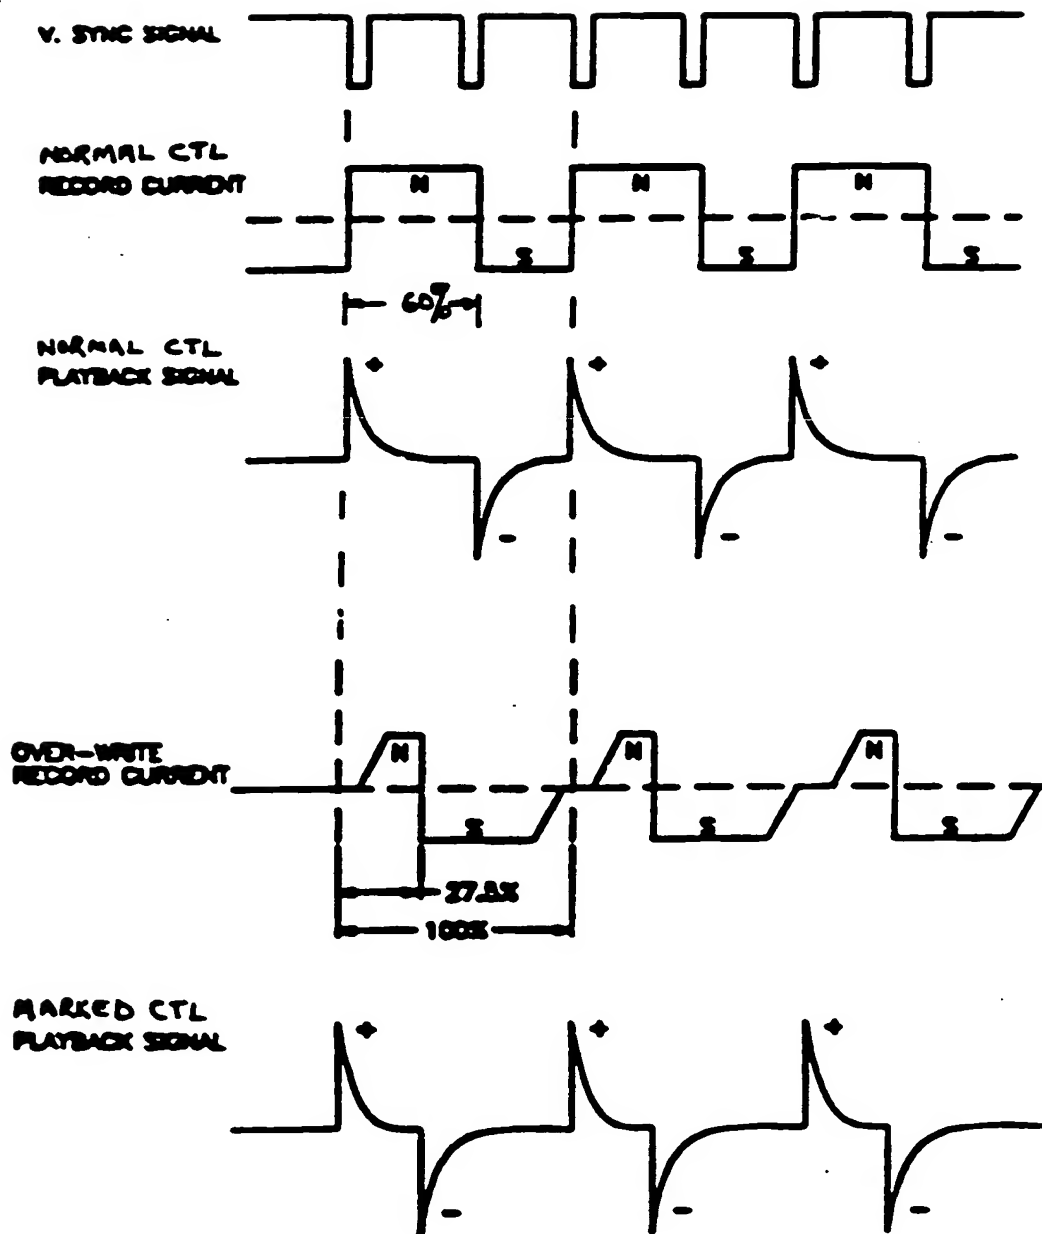 V. SYNC SIGNAL
NORMAL CTL
RECORD CURRENT
N
N
N
S
S
S
60%
NORMAL CTL
PLAYBACK SIGNAL
+
+
+
-
-
-
OVER-WRITE
RECORD CURRENT
N
N
N
S
S
S
27.5%
100%
MARKED CTL
PLAYBACK SIGNAL
+
+
+
-
-
-